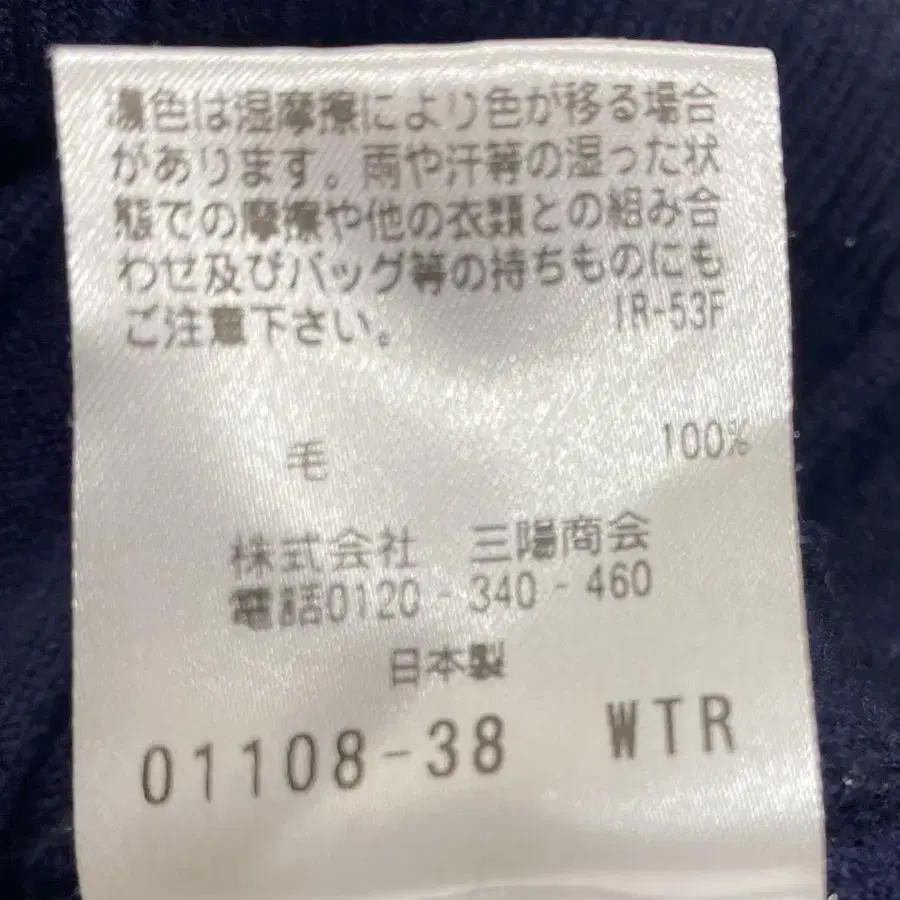 濃色は湿摩擦により色が移る場合
があります。雨や汗等の湿った状
態での摩擦や他の衣類との組み合
わせ及びバッグ等の持ちものにも
ご注意下さい。 IR-53F
毛 100%
株式会社 三陽商会
電話0120-340-460
日本製
01108-38 WTR